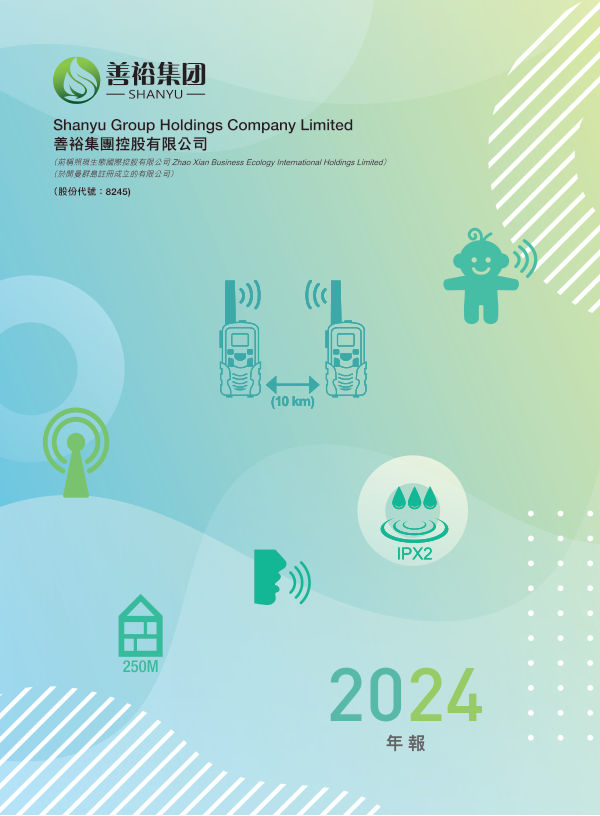 善裕集团
SHANYU
Shanyu Group Holdings Company Limited
善裕集團控股有限公司
(前稱照現生態國際控股有限公司 Zhao Xian Business Ecology International Holdings Limited)
(於開曼群島註冊成立的有限公司)
(股份代號：8245)
(10 km)
IPX2
250M
2024
年報